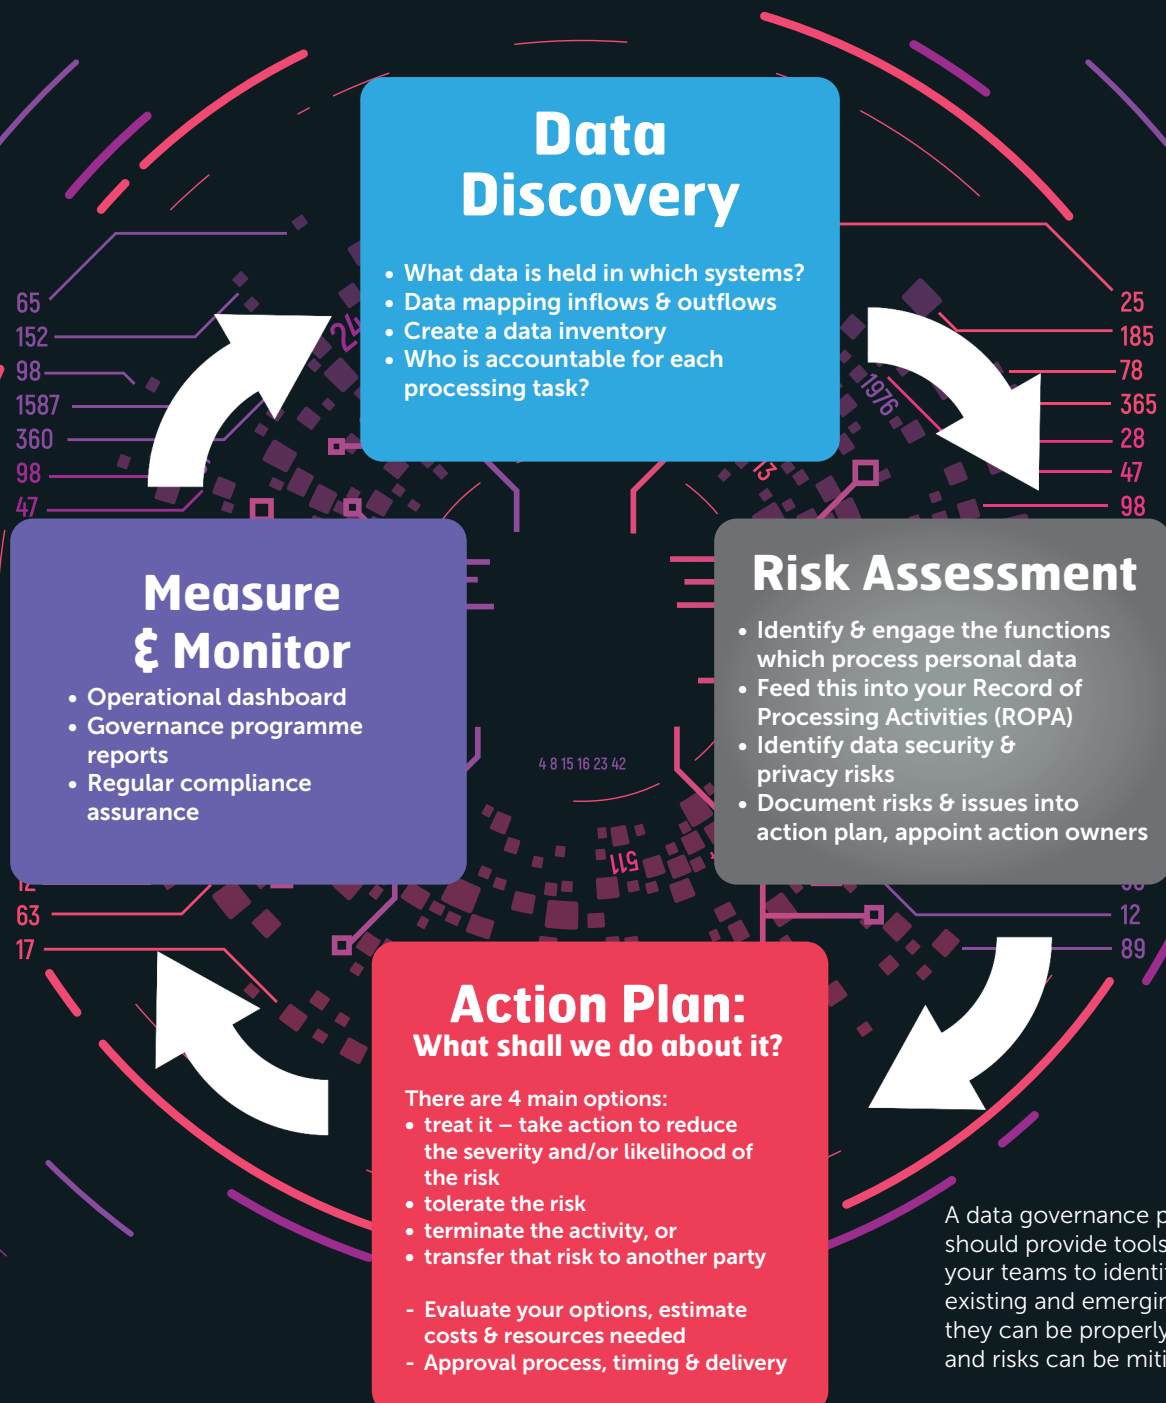 Data
Discovery
• What data is held in which systems?
• Data mapping inflows & outflows
• Create a data inventory
• Who is accountable for each
processing task?
65
152
98
1587
360
98
47
24
1976
13
25
185
78
365
28
47
98
Measure
& Monitor
• Operational dashboard
• Governance programme
reports
• Regular compliance
assurance
Risk Assessment
• Identify & engage the functions
which process personal data
• Feed this into your Record of
Processing Activities (ROPA)
• Identify data security &
privacy risks
• Document risks & issues into
action plan, appoint action owners
4 8 15 16 23 42
511
12
63
17
12
89
Action Plan:
What shall we do about it?
There are 4 main options:
• treat it – take action to reduce
the severity and/or likelihood of
the risk
• tolerate the risk
• terminate the activity, or
• transfer that risk to another party
- Evaluate your options, estimate
costs & resources needed
- Approval process, timing & delivery
A data governance
should provide tools
your teams to
existing and
they can be properly
and risks can be